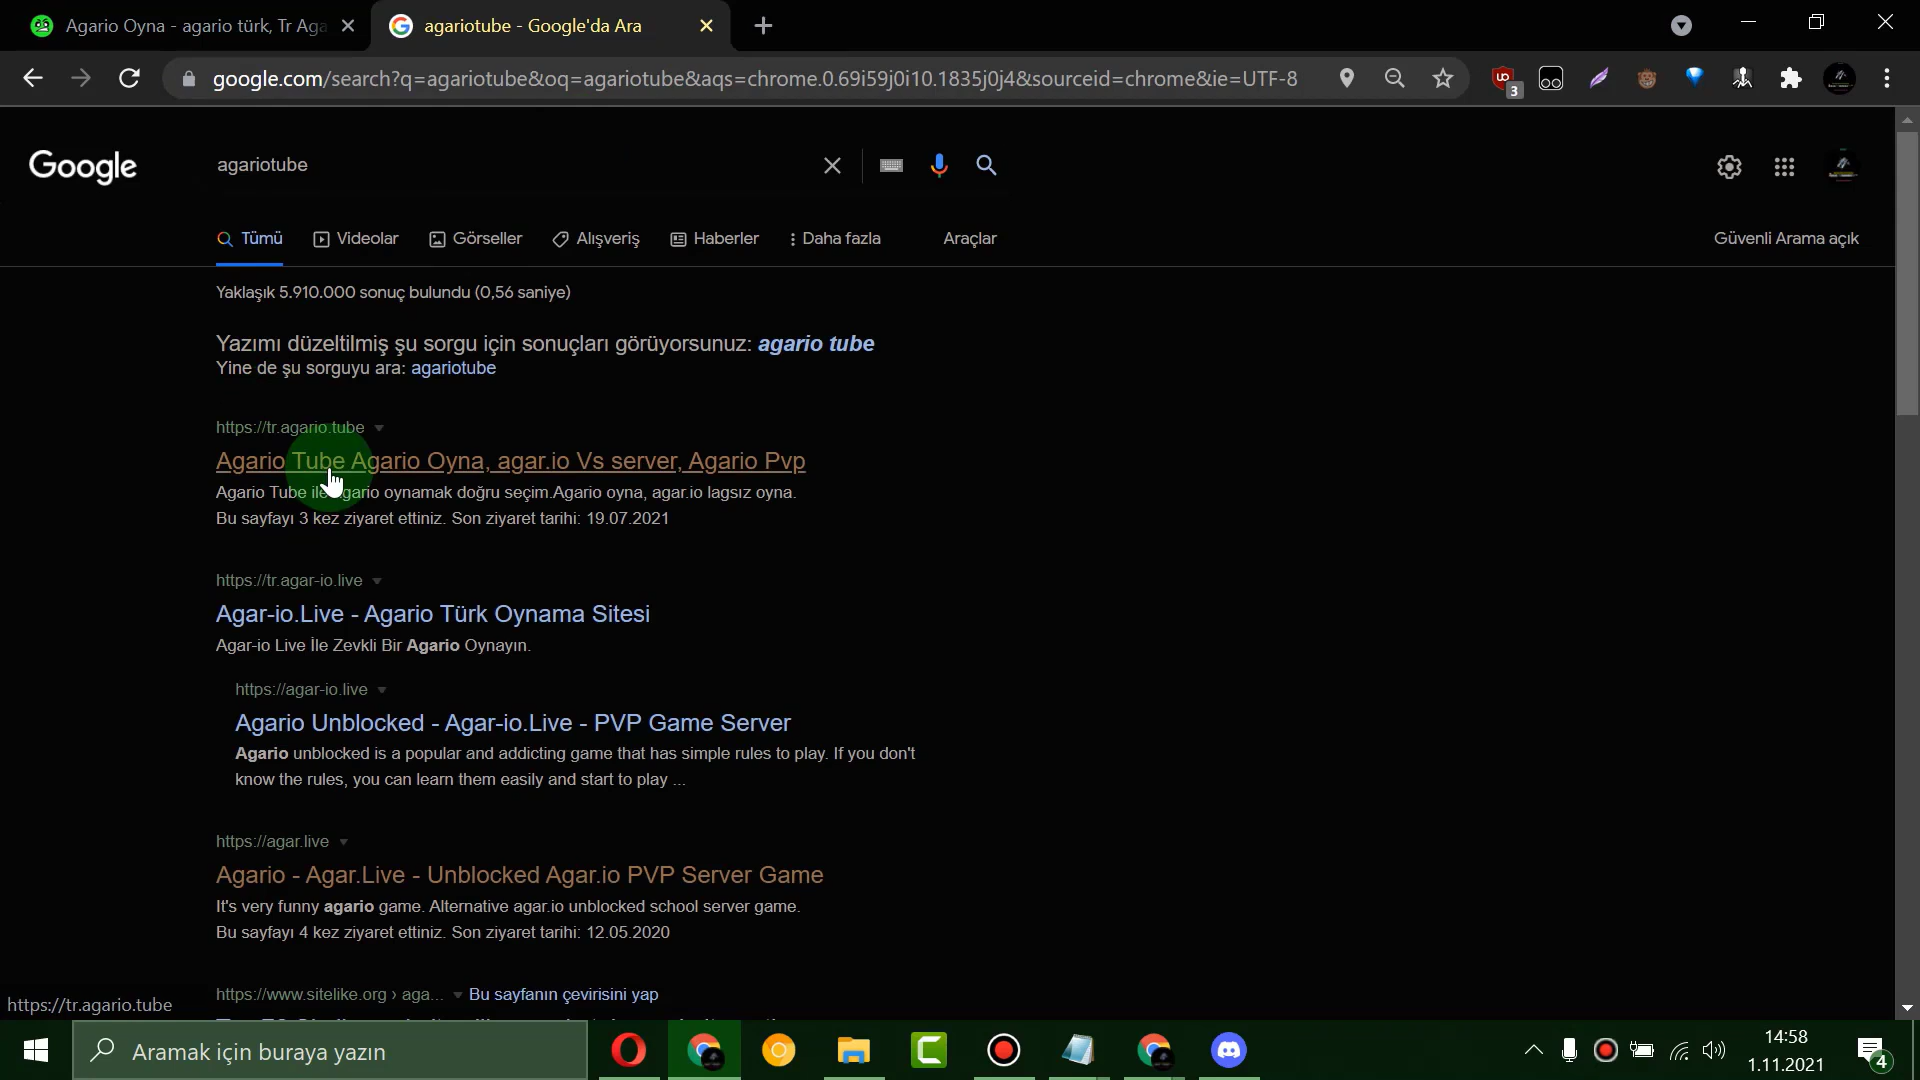 Agario Oyna - agario türk, Tr Aga
agariotube - Google'da Ara
google.com/search?q=agariotube&oq=agariotube&aqs=chrome.0.69i59j0i10.1835j0j4&sourceid=chrome&ie=UTF-8
3
Google
agariotube
Tümü
Videolar
Görseller
Alışveriş
Haberler
Daha fazla
Araçlar
Güvenli Arama açık
Yaklaşık 5.910.000 sonuç bulundu (0,56 saniye)
Yazımı düzeltilmiş şu sorgu için sonuçları görüyorsunuz: agario tube
Yine de şu sorguyu ara: agariotube
https://tr.agario.tube
Agario Tube Agario Oyna, agar.io Vs server, Agario Pvp
Agario Tube ile agario oynamak doğru seçim.Agario oyna, agar.io lagsız oyna.
Bu sayfayı 3 kez ziyaret ettiniz. Son ziyaret tarihi: 19.07.2021
https://tr.agar-io.live
Agar-io.Live - Agario Türk Oynama Sitesi
Agar-io Live İle Zevkli Bir Agario Oynayın.
https://agar-io.live
Agario Unblocked - Agar-io.Live - PVP Game Server
Agario unblocked is a popular and addicting game that has simple rules to play. If you don't
know the rules, you can learn them easily and start to play ...
https://agar.live
Agario - Agar.Live - Unblocked Agar.io PVP Server Game
It's very funny agario game. Alternative agar.io unblocked school server game.
Bu sayfayı 4 kez ziyaret ettiniz. Son ziyaret tarihi: 12.05.2020
https://www.sitelike.org › aga... Bu sayfanın çevirisini yap
https://tr.agario.tube
Aramak için buraya yazın
14:58
1.11.2021
4